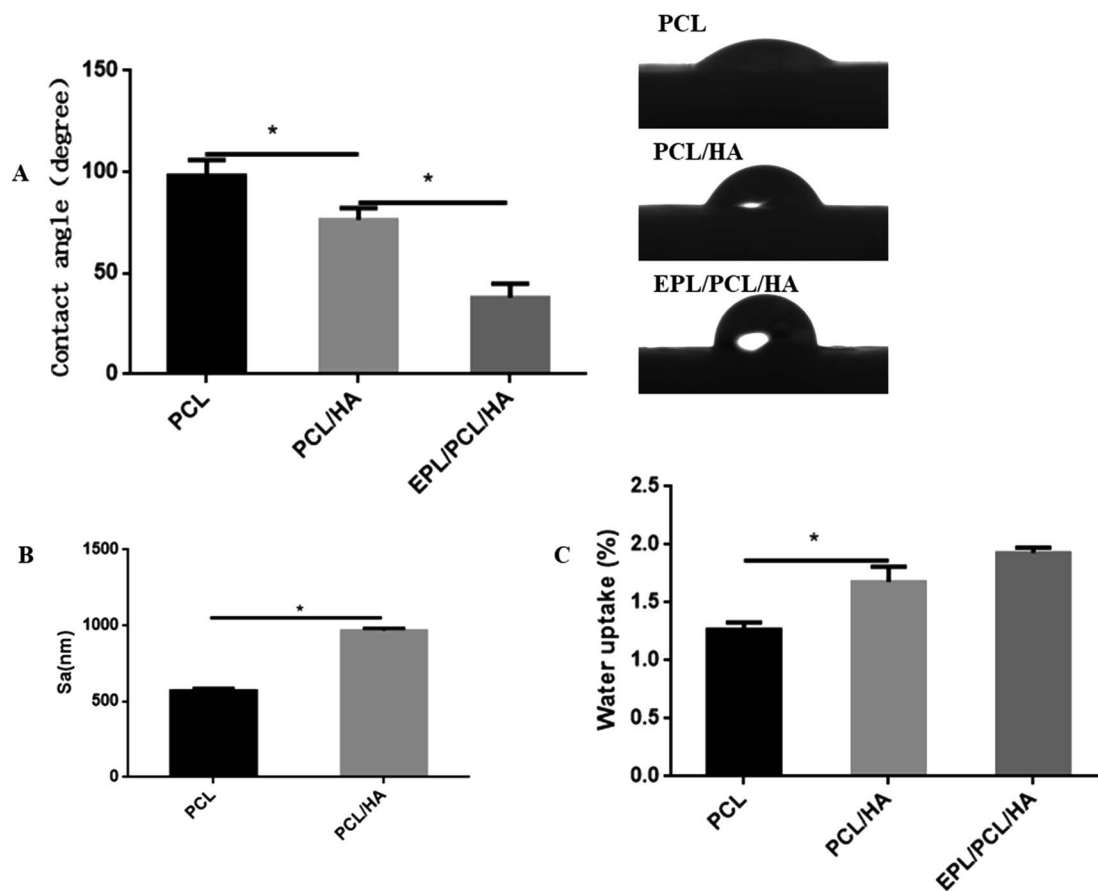 A
Contact angle (degree)
150
100
50
0
*
*
PCL
PCL/HA
EPL/PCL/HA
PCL
PCL/HA
EPL/PCL/HA
B
Sa(nm)
1500
1000
500
0
*
PCL
PCL/HA
C
Water uptake (%)
2.5
2.0
1.5
1.0
0.5
0.0
*
PCL
PCL/HA
EPL/PCL/HA